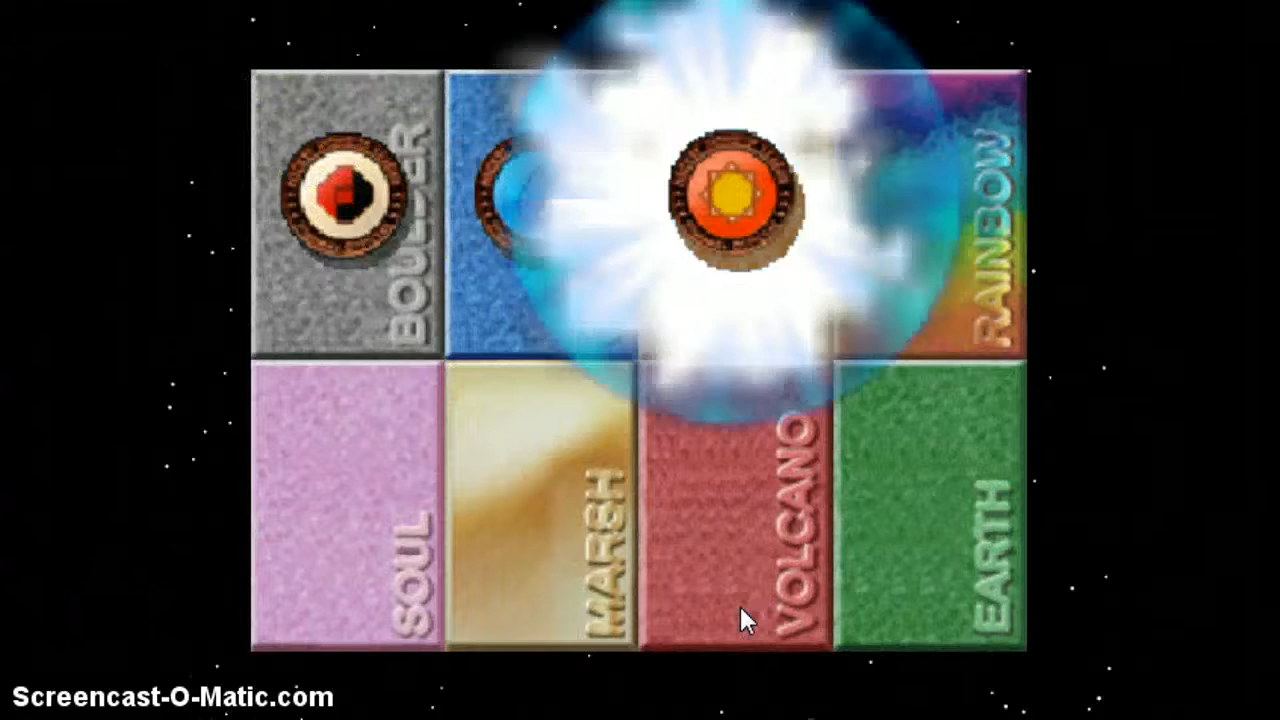 BOULDER
RAINBOW
SOUL
MARSH
VOLCANO
EARTH
Screencast-O-Matic.com